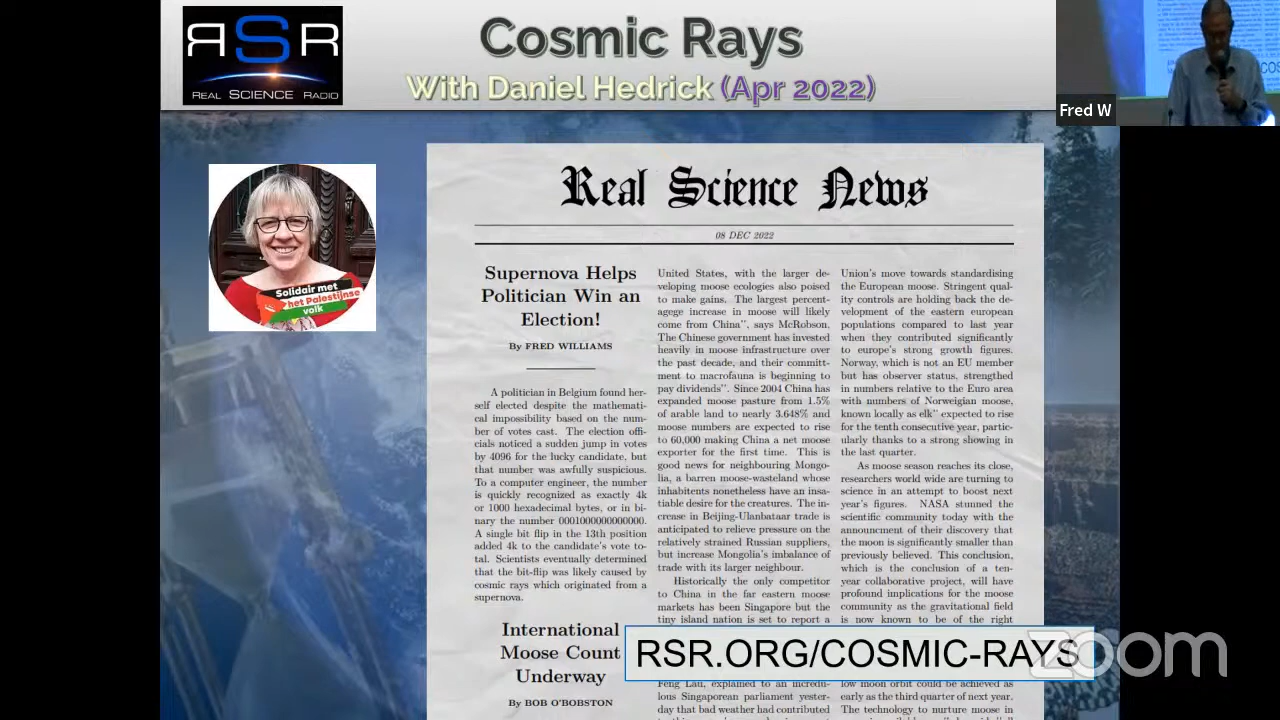 RSR
REAL SCIENCE RADIO
Cosmic Rays
With Daniel Hedrick (Apr 2022)
Fred W
Solidair met
het Palestijnse
volk
Real Science News
08 DEC 2022
Supernova Helps
Politician Win an
Election!
By FRED WILLIAMS
A politician in Belgium found her-
self elected despite the mathemati-
cal impossibility based on the num-
ber of votes cast. The election offi-
cials noticed a sudden jump in votes
by 4096 for the lucky candidate, but
that number was awfully suspicious.
To a computer engineer, the number
is quickly recognized as exactly 4k
or 1000 hexadecimal bytes, or in bi-
nary the number 0001000000000000.
A single bit flip in the 13th position
added 4k to the candidate's vote to-
tal. Scientists eventually determined
that the bit-flip was likely caused by
cosmic rays which originated from a
supernova.
International
Moose Count
Underway
By BOB O'BOBSTON
United States, with the larger de-
veloping moose ecologies also poised
to make gains. The largest percent-
agege increase in moose will likely
come from China", says McRobson,
The Chinese government has invested
heavily in moose infrastructure over
the past decade, and their committ-
ment to macrofauna is beginning to
pay dividends". Since 2004 China has
expanded moose pasture from 1.5%
of arable land to nearly 3.648% and
moose numbers are expected to rise
to 60,000 making China a net moose
exporter for the first time. This is
good news for neighbouring Mongo-
lia, a barren moose-wasteland whose
inhabitents nonetheless have an insa-
tiable desire for the creatures. The in-
crease in Beijing-Ulanbataar trade is
anticipated to relieve pressure on the
relatively strained Russian suppliers,
but increase Mongolia's imbalance of
trade with its larger neighbour.
Historically the only competitor
to China in the far eastern moose
markets has been Singapore but the
tiny island nation is set to report a
Feng Lau, explained to an incredu-
lous Singaporean parliament yester-
day that bad weather had contributed
Union's move towards standardising
the European moose. Stringent qual-
ity controls are holding back the de-
velopment of the eastern european
populations compared to last year
when they contributed significantly
to europe's strong growth figures.
Norway, which is not an EU member
but has observer status, strengthed
in numbers relative to the Euro area
with numbers of Norweigian moose,
known locally as elk" expected to rise
for the tenth consecutive year, partic-
ularly thanks to a strong showing in
the last quarter.
As moose season reaches its close,
researchers world wide are turning to
science in an attempt to boost next
year's figures. NASA stunned the
scientific community today with the
announcment of their discovery that
the moon is significantly smaller than
previously believed. This conclusion,
which is the conclusion of a ten-
year collaborative project, will have
profound implications for the moose
community as the gravitational field
is now known to be of the right
low moon orbit could be achieved as
early as the third quarter of next year.
The technology to nurture moose in
RSR.ORG/COSMIC-RAYS
zoom